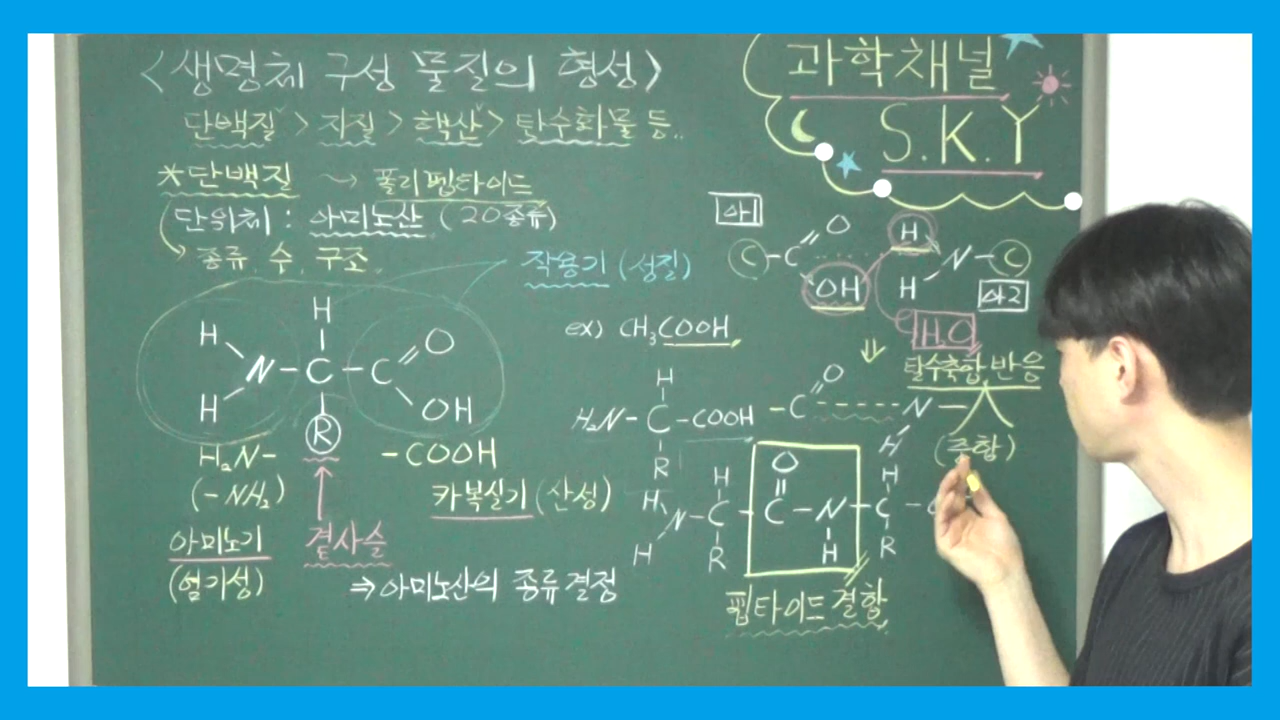 <생명체 구성 물질의 형성>
단백질 > 지질 > 핵산 > 탄수화물 등..
*단백질 ~> 폴리펩타이드
단위체 : 아미노산 (20종류)
종류, 수, 구조.
작용기 (성질)
H
H
N-C-C
O
H
OH
R
H₂N-
(-NH₂)
아미노기
(염기성)
곁사슬
-COOH
카복실기 (산성)
⇒ 아미노산의 종류결정
과학채널
S.K.Y
아1
O
H
C-C
N-C
OH
H
아2
H₂O
탈수축합반응
(중합)
ex) CH₃COOH
H
H₂N-C-COOH
R
O
-C
N
H
H
O
H
H
N-C-C-N-C-
H
R
H
R
펩타이드 결합